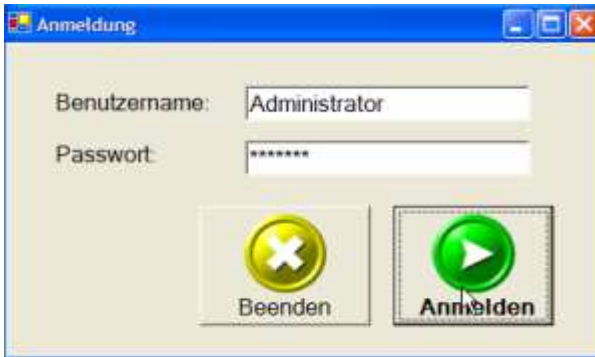 Anmeldung
Benutzername: Administrator
Passwort: *******
Beenden Anmelden